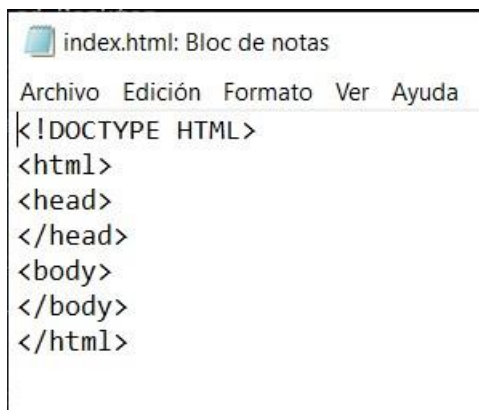 index.html: Bloc de notas
Archivo Edición Formato Ver Ayuda
<!DOCTYPE HTML>
<html>
<head>
</head>
<body>
</body>
</html>